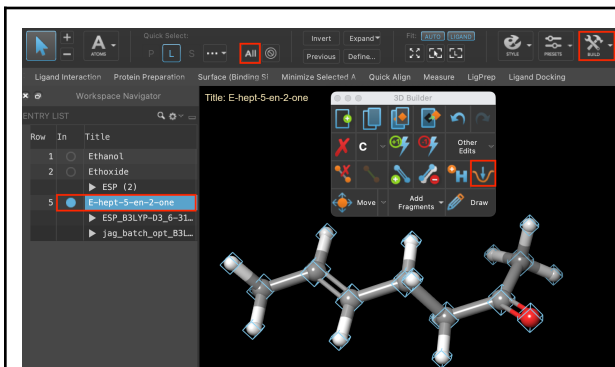 Quick Select:
Invert Expand
Fit: AUTO LIGAND
A
ATOMS
P L S ... All
Previous Define...
STYLE PRESETS BUILD
Ligand Interaction Protein Preparation Surface (Binding Si Minimize Selected A Quick Align Measure LigPrep Ligand Docking
Workspace Navigator
Title: E-hept-5-en-2-one
3D Builder
ENTRY LIST
Row In Title
1 Ethanol
2 Ethoxide
ESP (2)
5 E-hept-5-en-2-one
ESP_B3LYP-D3_6-31...
jag_batch_opt_B3L...
C
Other
Edits
H
Move
Add
Fragments
Draw